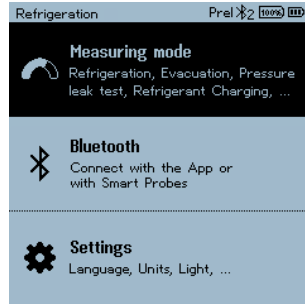 Refrigeration Prel 2 100%
Measuring mode
Refrigeration, Evacuation, Pressure
leak test, Refrigerant Charging, ...
Bluetooth
Connect with the App or
with Smart Probes
Settings
Language, Units, Light, ...